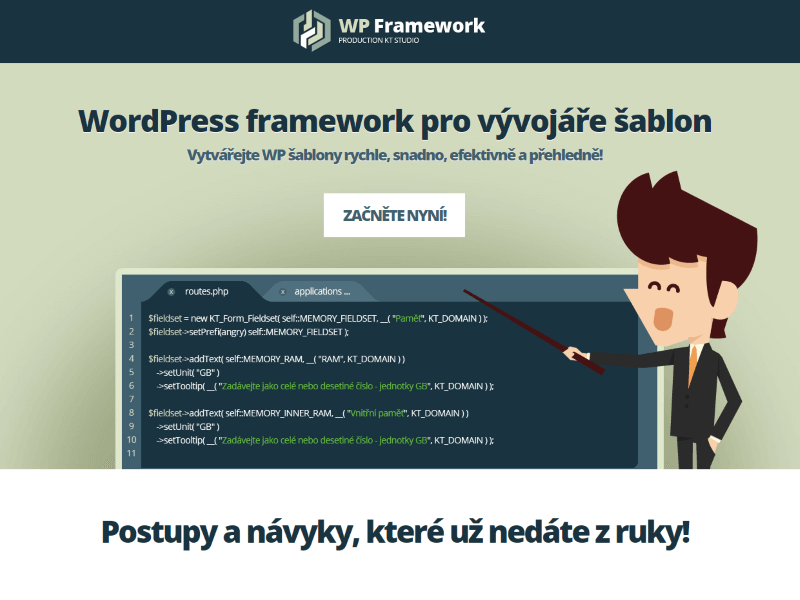 WP Framework
PRODUCTION KT STUDIO
WordPress framework pro vývojáře šablon
Vytvářejte WP šablony rychle, snadno, efektivně a přehledně!
ZAČNĚTE NYNÍ!
x routes.php x applications ...
1 $fieldset = new KT_Form_Fieldset( self::MEMORY_FIELDSET, __( "Pamět", KT_DOMAIN ) );
2 $fieldset->setPrefi(angry) self::MEMORY_FIELDSET );
3
4 $fieldset->addText( self::MEMORY_RAM, __( "RAM", KT_DOMAIN ) )
5 ->setUnit( "GB" )
6 ->setTooltip( __( "Zadávejte jako celé nebo desetiné číslo - jednotky GB", KT_DOMAIN ) );
7
8 $fieldset->addText( self::MEMORY_INNER_RAM, __( "Vnitřní paměť", KT_DOMAIN ) )
9 ->setUnit( "GB" )
10 ->setTooltip( __( "Zadávejte jako celé nebo desetiné číslo - jednotky GB", KT_DOMAIN ) );
11
Postupy a návyky, které už nedáte z ruky!